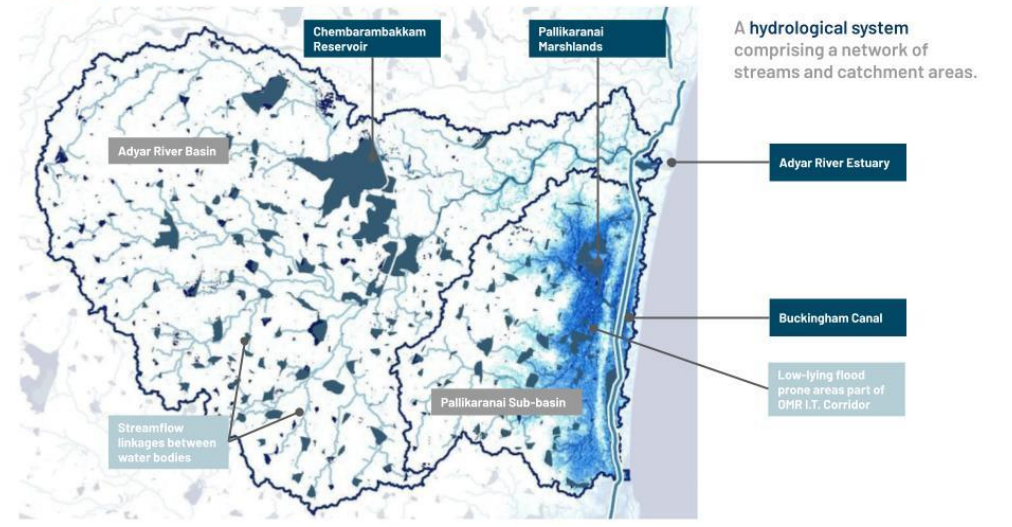 Chembarambakkam
Reservoir
Pallikaranai
Marshlands
A hydrological system
comprising a network of
streams and catchment areas.
Adyar River Basin
Adyar River Estuary
Buckingham Canal
Low-lying flood
prone areas part of
OMR I.T. Corridor
Pallikaranai Sub-basin
Streamflow
linkages between
water bodies